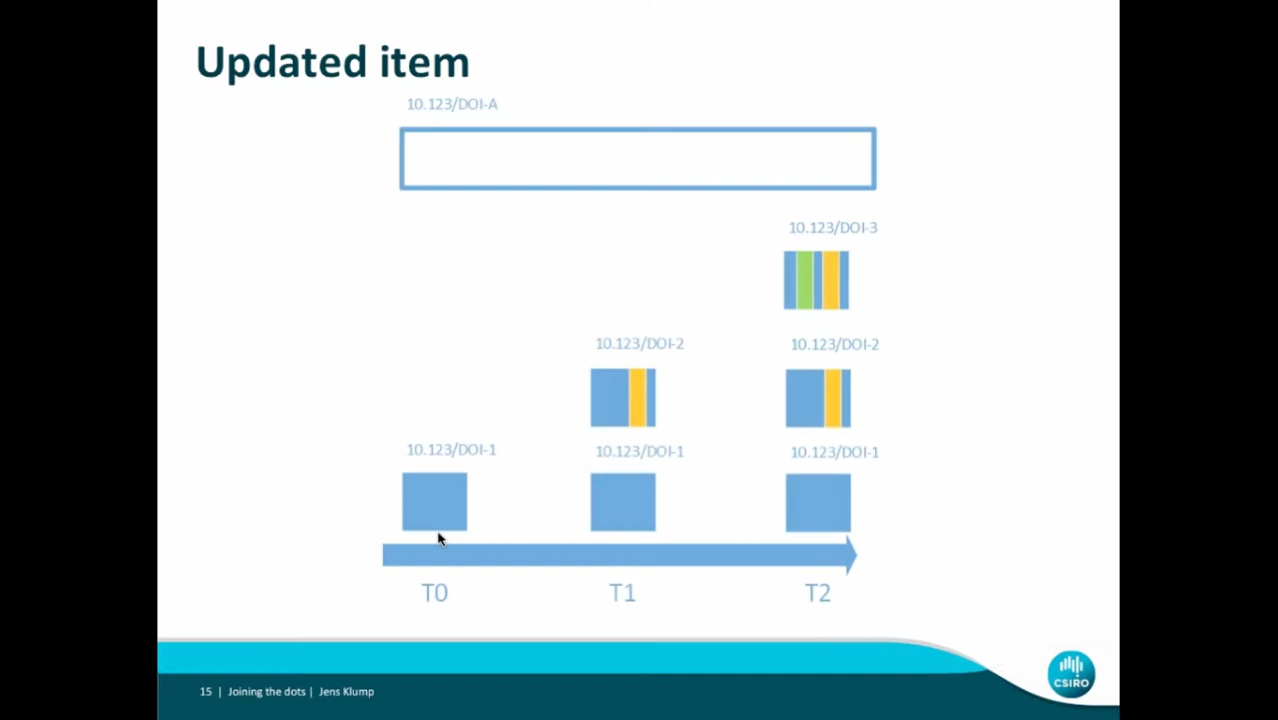 Updated item
10.123/DOI-A
10.123/DOI-3
10.123/DOI-2
10.123/DOI-2
10.123/DOI-1
10.123/DOI-1
10.123/DOI-1
T0
T1
T2
15 | Joining the dots | Jens Klump
CSIRO